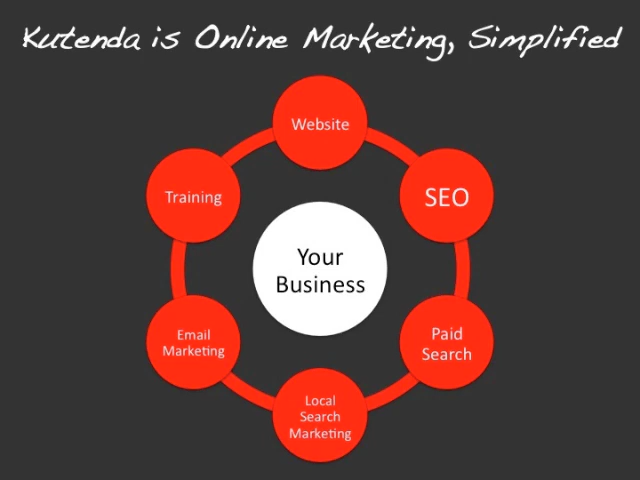 Kutenda is Online Marketing, Simplified
Website
SEO
Training
Your
Business
Paid
Search
Email
Marketing
Local
Search
Marketing